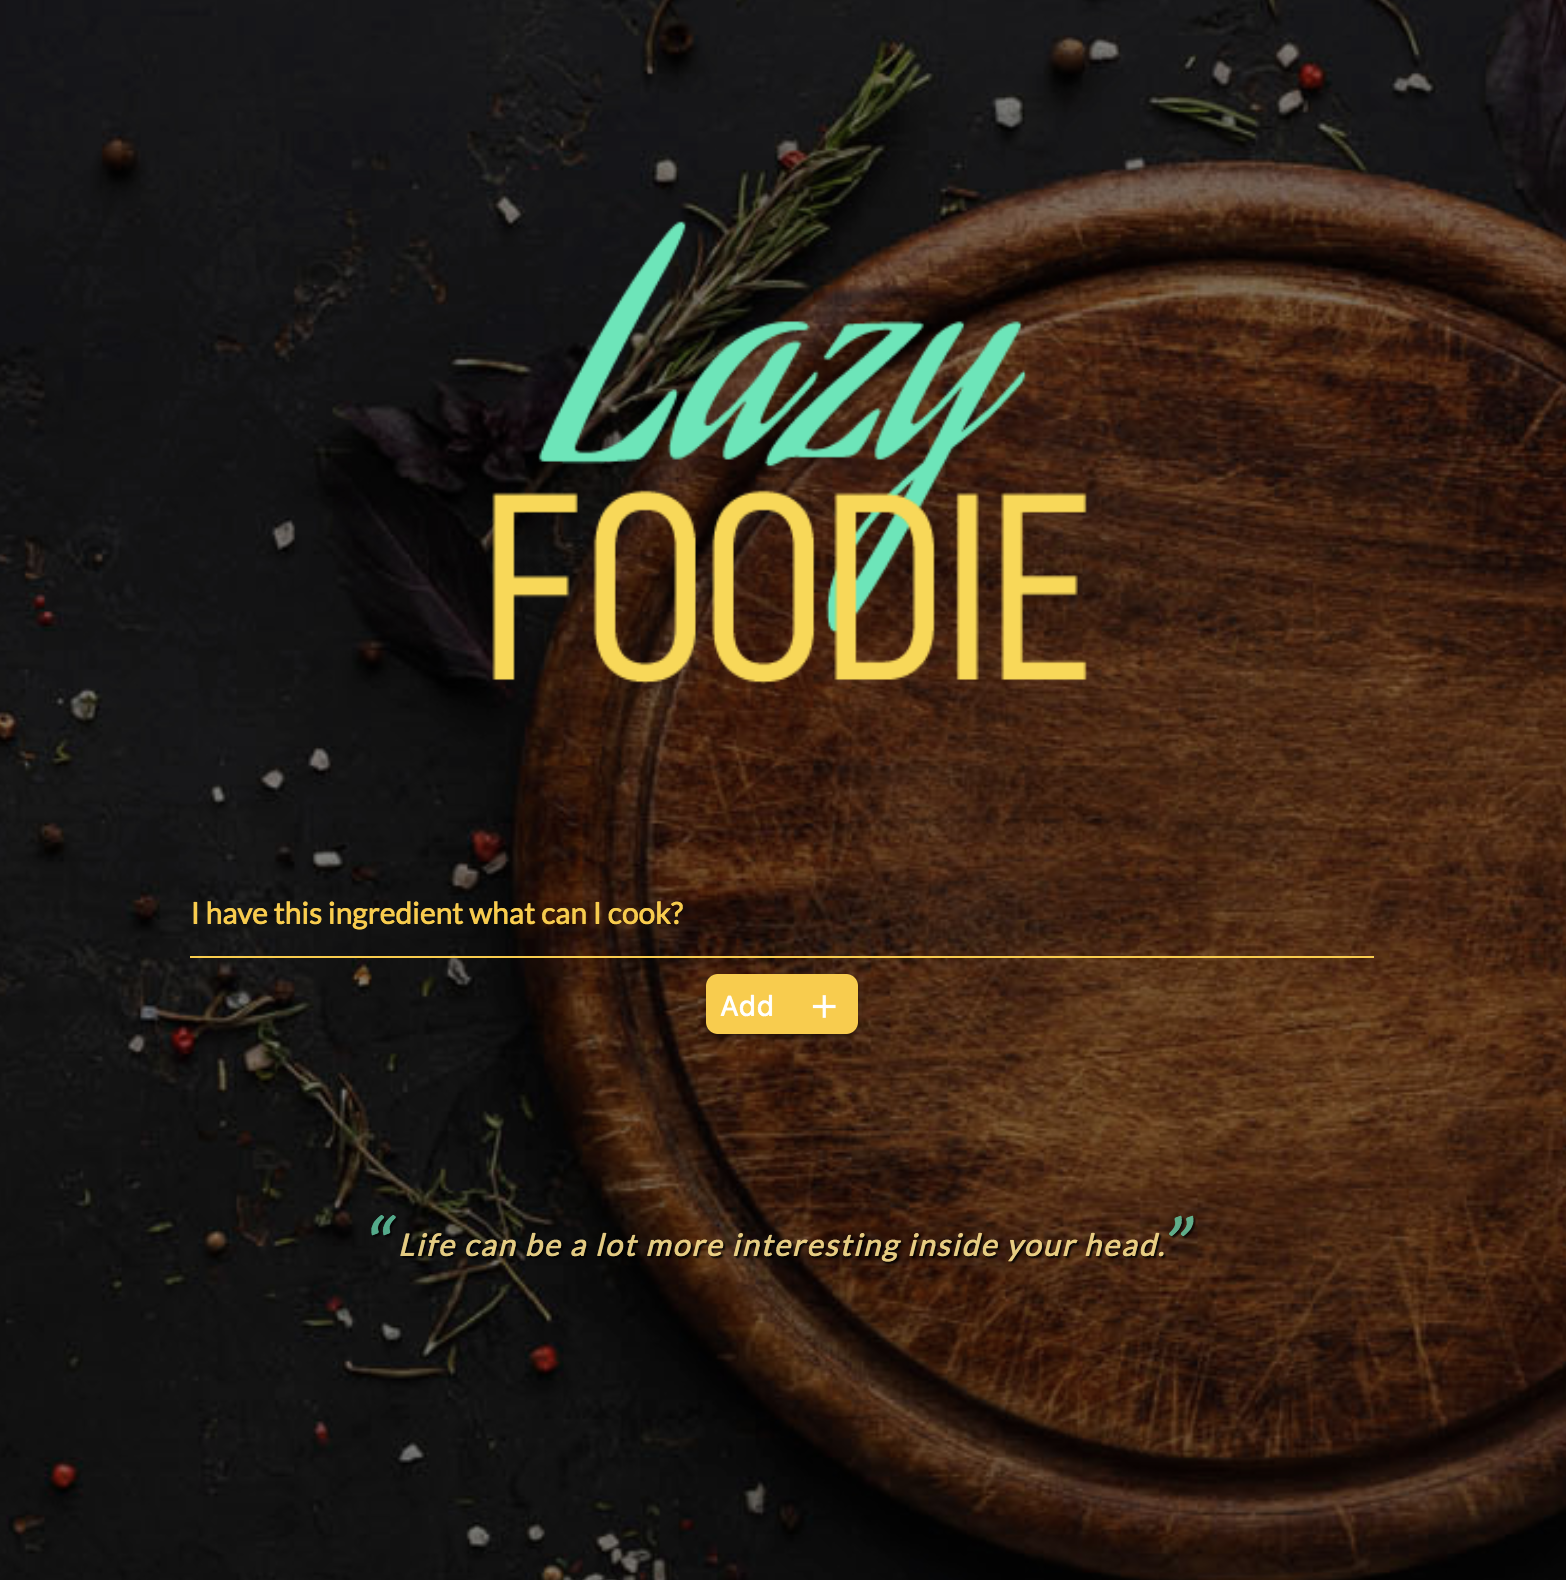 Lazy
FOODIE
I have this ingredient what can I cook?
Add +
“Life can be a lot more interesting inside your head.”